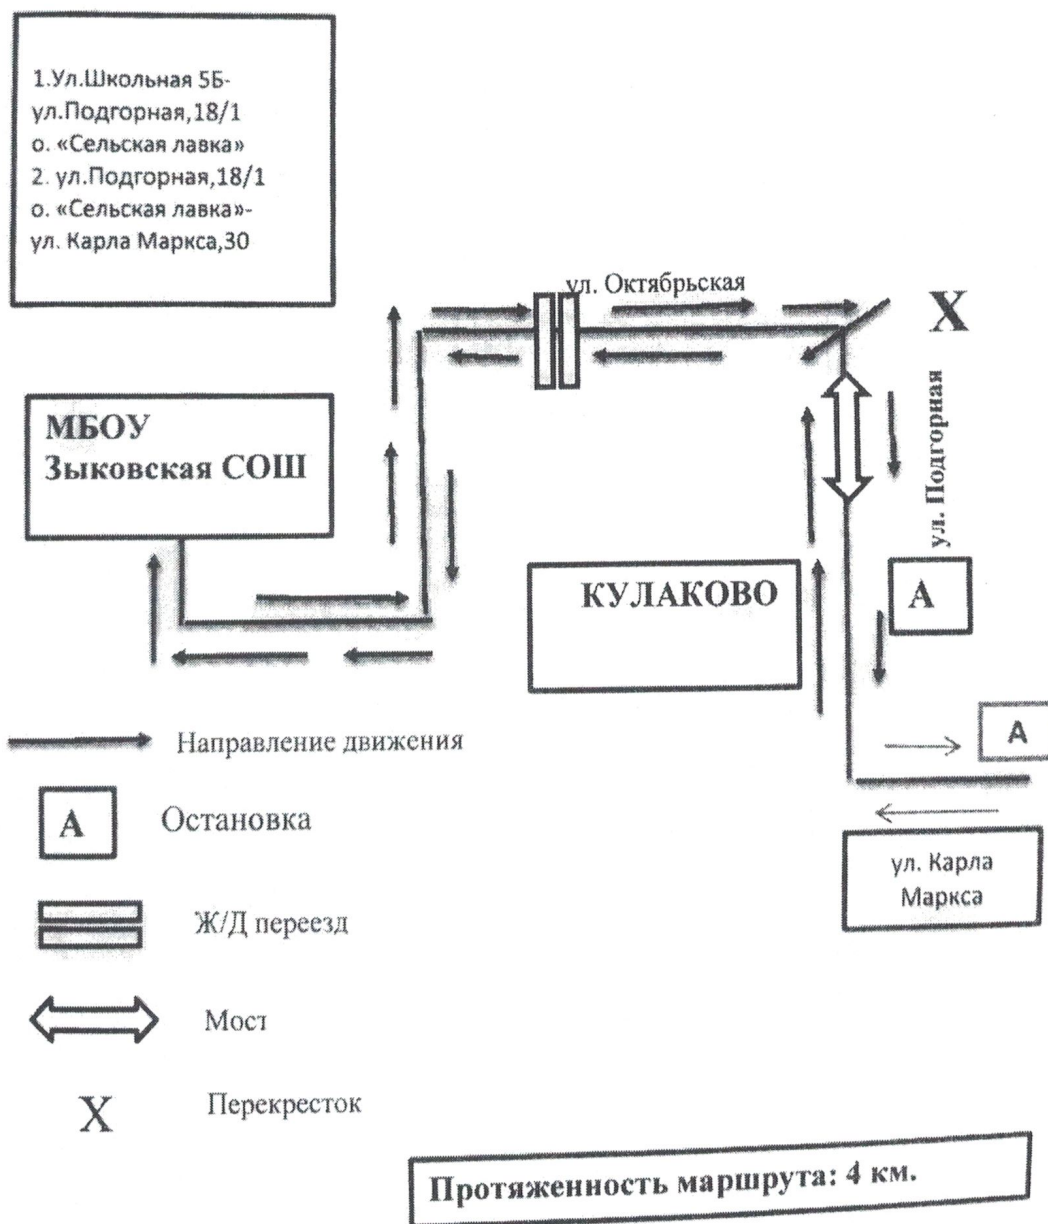 1.Ул.Школьная 5Б-
ул.Подгорная,18/1
о. «Сельская лавка»
2. ул.Подгорная,18/1
о. «Сельская лавка»-
ул. Карла Маркса,30
ул. Октябрьская
X
МБОУ
Зыковская СОШ
ул. Подгорная
КУЛАКОВО
А
А
ул. Карла
Маркса
Направление движения
А
Остановка
Ж/Д переезд
Мост
X
Перекресток
Протяженность маршрута: 4 км.